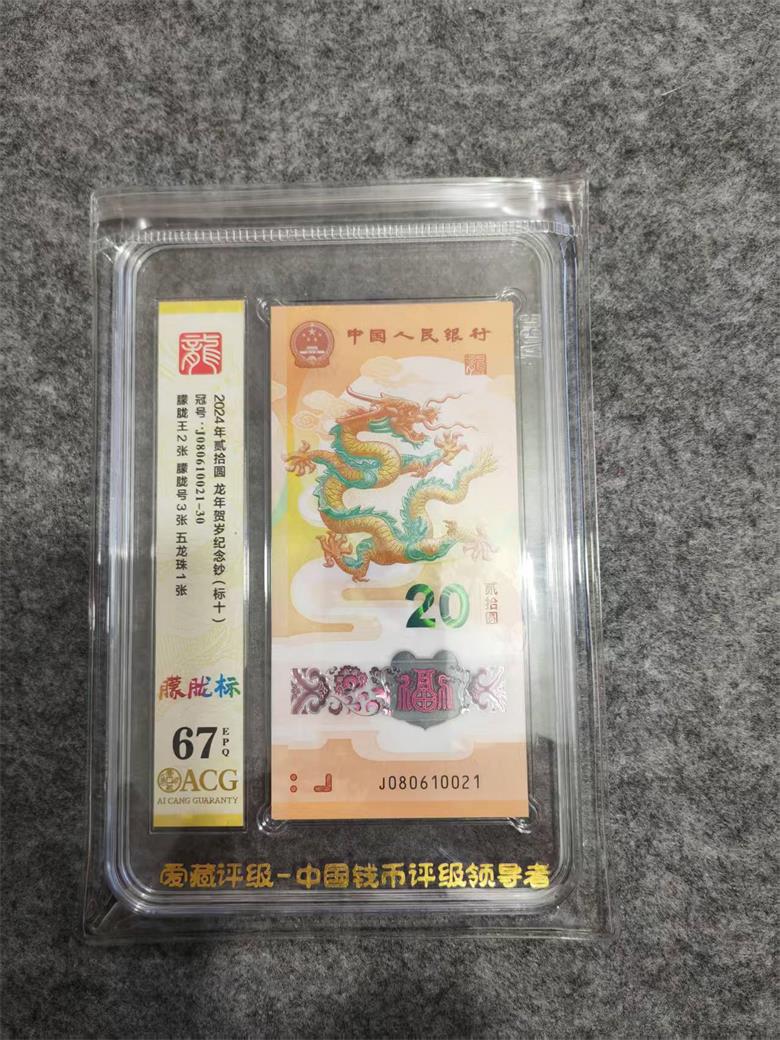 龍
2024年贰拾圆 龙年贺岁纪念钞(标十)
冠号:J080610021-30
朦胧王2张 朦胧号3张 五龙珠1张
朦胧标
67 EPQ
ACG
AI CANG GUARANTY
中国人民银行
龍
20 贰拾圆
福
J080610021
爱藏评级-中国钱币评级领导者